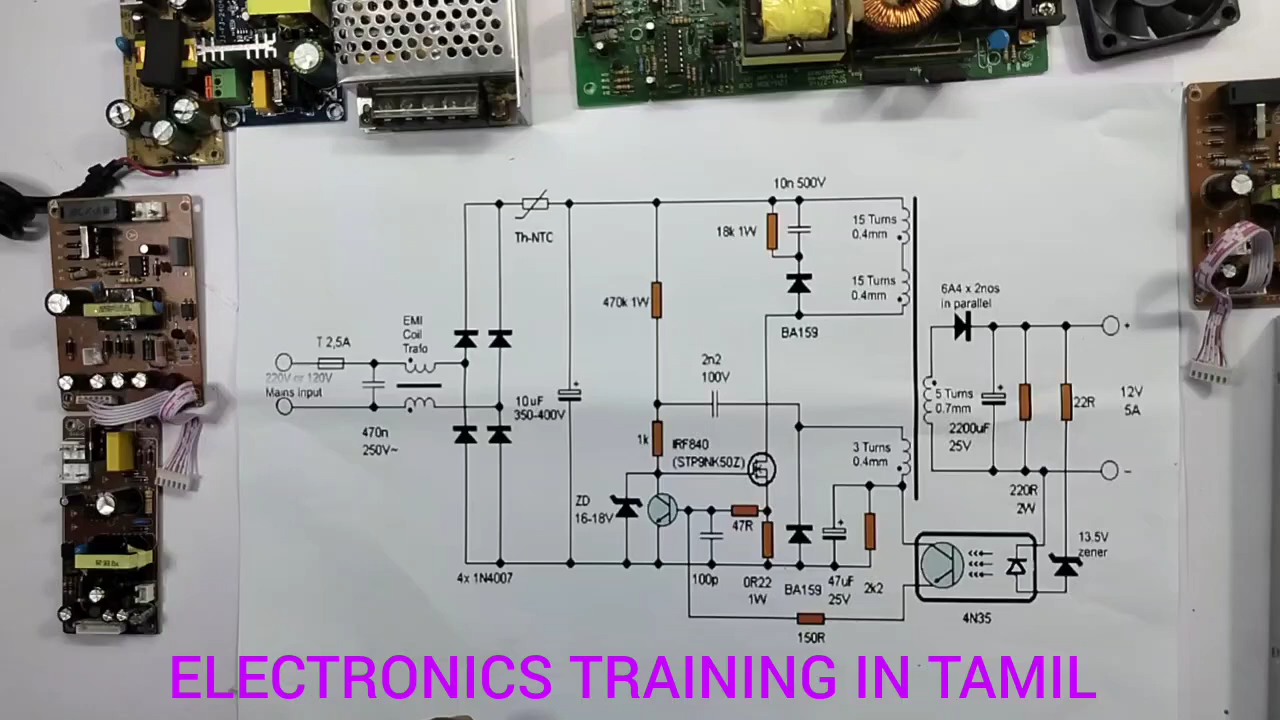 10n 500V
18k 1W
15 Turns
0.4mm
Th-NTC
15 Turns
0.4mm
470k 1W
6A4 x 2nos
in parallel
BA159
EMI
Coil
Trafo
T 2,5A
220V or 120V
Mains input
470n
250V~
10uF
350-400V
2n2
100V
1k
IRF840
(STP9NK50Z)
3 Turns
0.4mm
5 Turns
0.7mm
2200uF
25V
22R
12V
5A
220R
2W
ZD
16-18V
47R
13.5V
zener
4x 1N4007
100p
0R22
1W
BA159
47uF
25V
2k2
150R
4N35
+
−
ELECTRONICS TRAINING IN TAMIL